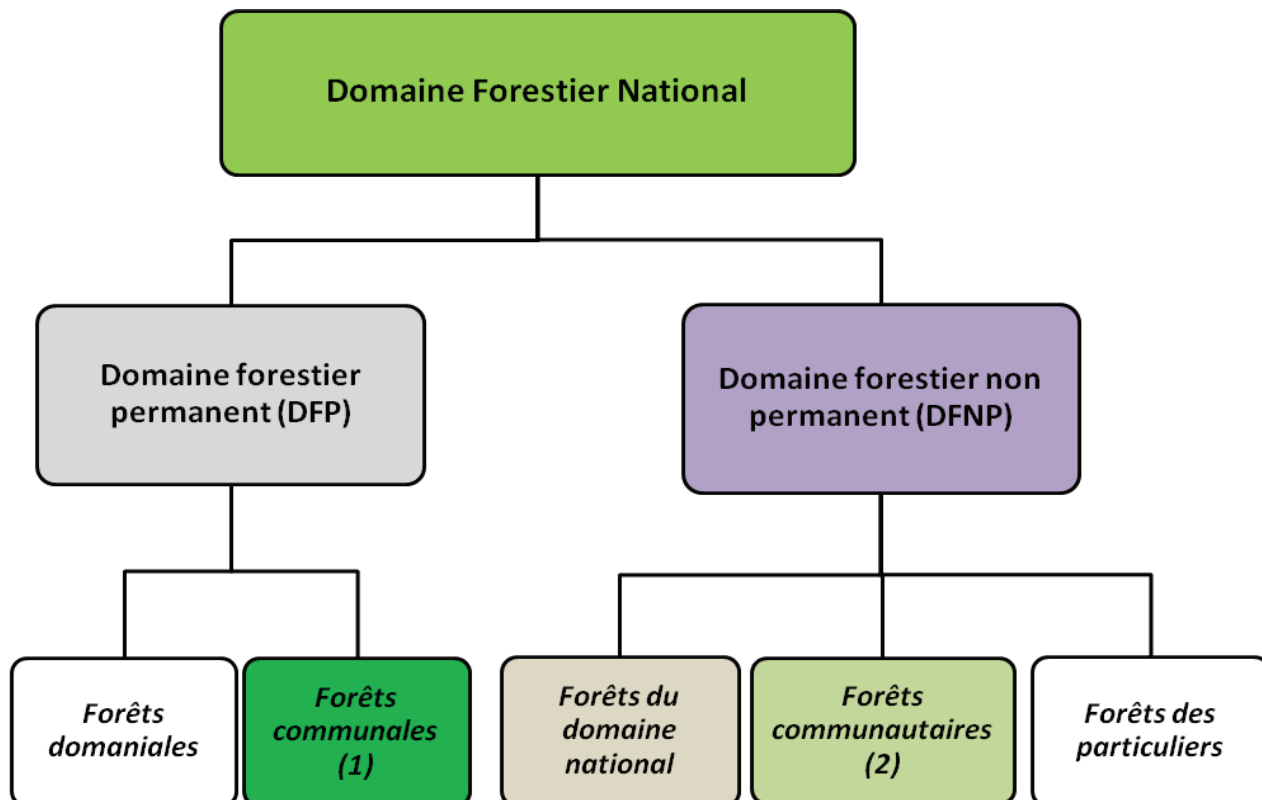 Domaine Forestier National
Domaine forestier
permanent (DFP)
Domaine forestier non
permanent (DFNP)
Forêts
domaniales
Forêts
communales
(1)
Forêts du
domaine
national
Forêts
communautaires
(2)
Forêts des
particuliers